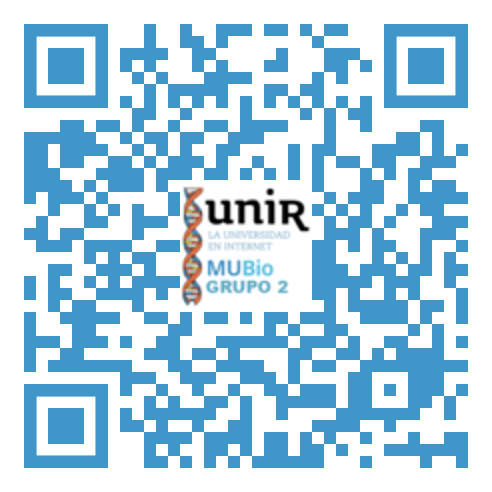 unir
LA UNIVERSIDAD
EN INTERNET
MUBio
GRUPO 2